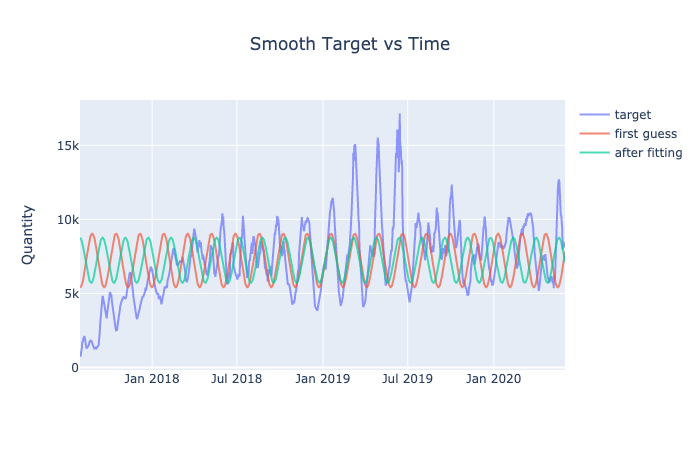 Smooth Target vs Time
target
first guess
after fitting
Quantity
15k
10k
5k
0
Jan 2018
Jul 2018
Jan 2019
Jul 2019
Jan 2020